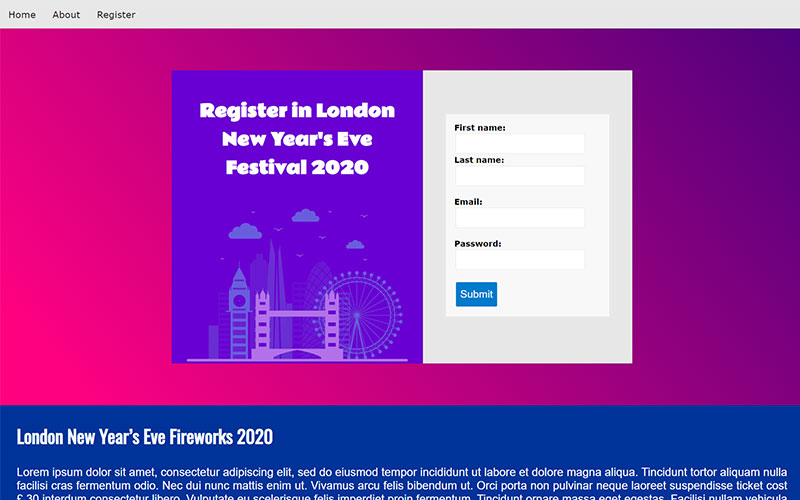 Home About Register
Register in London
New Year's Eve
Festival 2020
First name:
Last name:
Email:
Password:
Submit
London New Year’s Eve Fireworks 2020
Lorem ipsum dolor sit amet, consectetur adipiscing elit, sed do eiusmod tempor incididunt ut labore et dolore magna aliqua. Tincidunt tortor aliquam nulla
facilisi cras fermentum odio. Nec dui nunc mattis enim ut. Vivamus arcu felis bibendum ut. Orci porta non pulvinar neque laoreet suspendisse ticket cost
£ 30 interdum consectetur libero. Vulputate eu scelerisque felis imperdiet proin fermentum. Tincidunt ornare massa eget egestas. Facilisi nullam vehicula